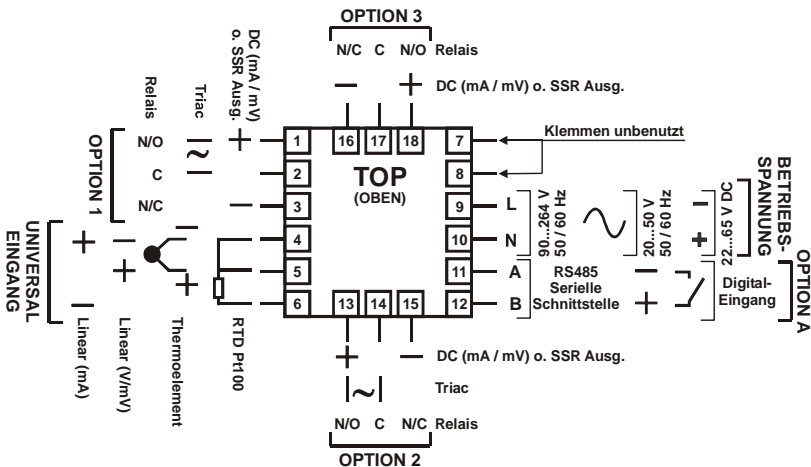 OPTION 3
N/C C N/O Relais
− + DC (mA / mV) o. SSR Ausg.
16 17 18
DC (mA / mV)
o. SSR Ausg.
Triac
Relais
OPTION 1
N/O − ~ +
C −
N/C −
1
2
3
4
5
6
TOP
(OBEN)
7
8
9
10
11
12
Klemmen unbenutzt
L
N
90...264 V
50 / 60 Hz
20...50 V
50 / 60 Hz
− +
22...65 V DC
BETRIEBS-
SPANNUNG
A
B
RS485
Serielle
Schnittstelle
−
+
Digital-
Eingang
OPTION A
UNIVERSAL
EINGANG
+ − −
+ +
−
Linear (mA)
Linear (V/mV)
Thermoelement
RTD Pt100
13 14 15
+ − DC (mA / mV) o. SSR Ausg.
~ Triac
N/O C N/C Relais
OPTION 2